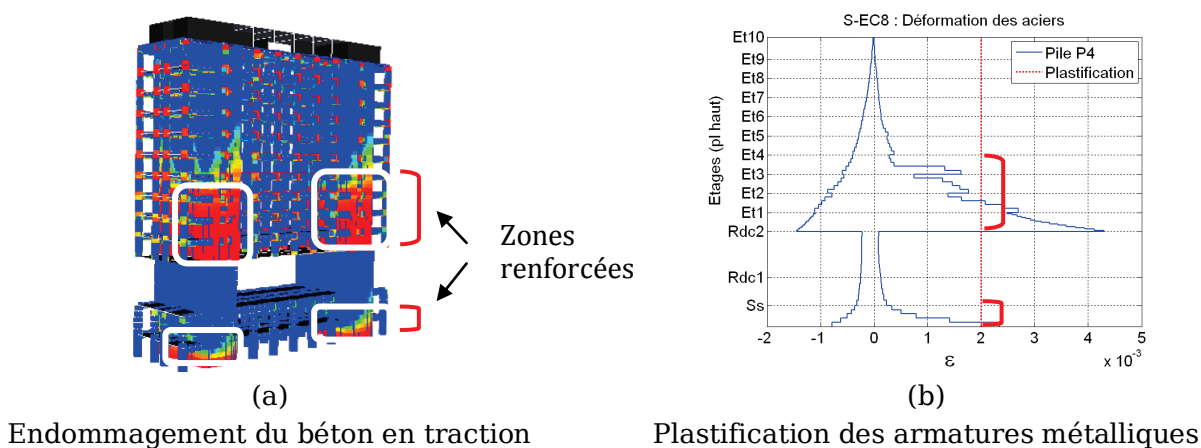 S-EC8 : Déformation des aciers
Et10
Et9
Et8
Et7
Et6
Et5
Et4
Et3
Et2
Et1
Rdc2
Rdc1
Ss
Etages (pl haut)
Pile P4
Plastification
-2 -1 0 1 2 3 4 5
ε
x 10⁻³
Zones
renforcées
(a)
(b)
Endommagement du béton en traction
Plastification des armatures métalliques